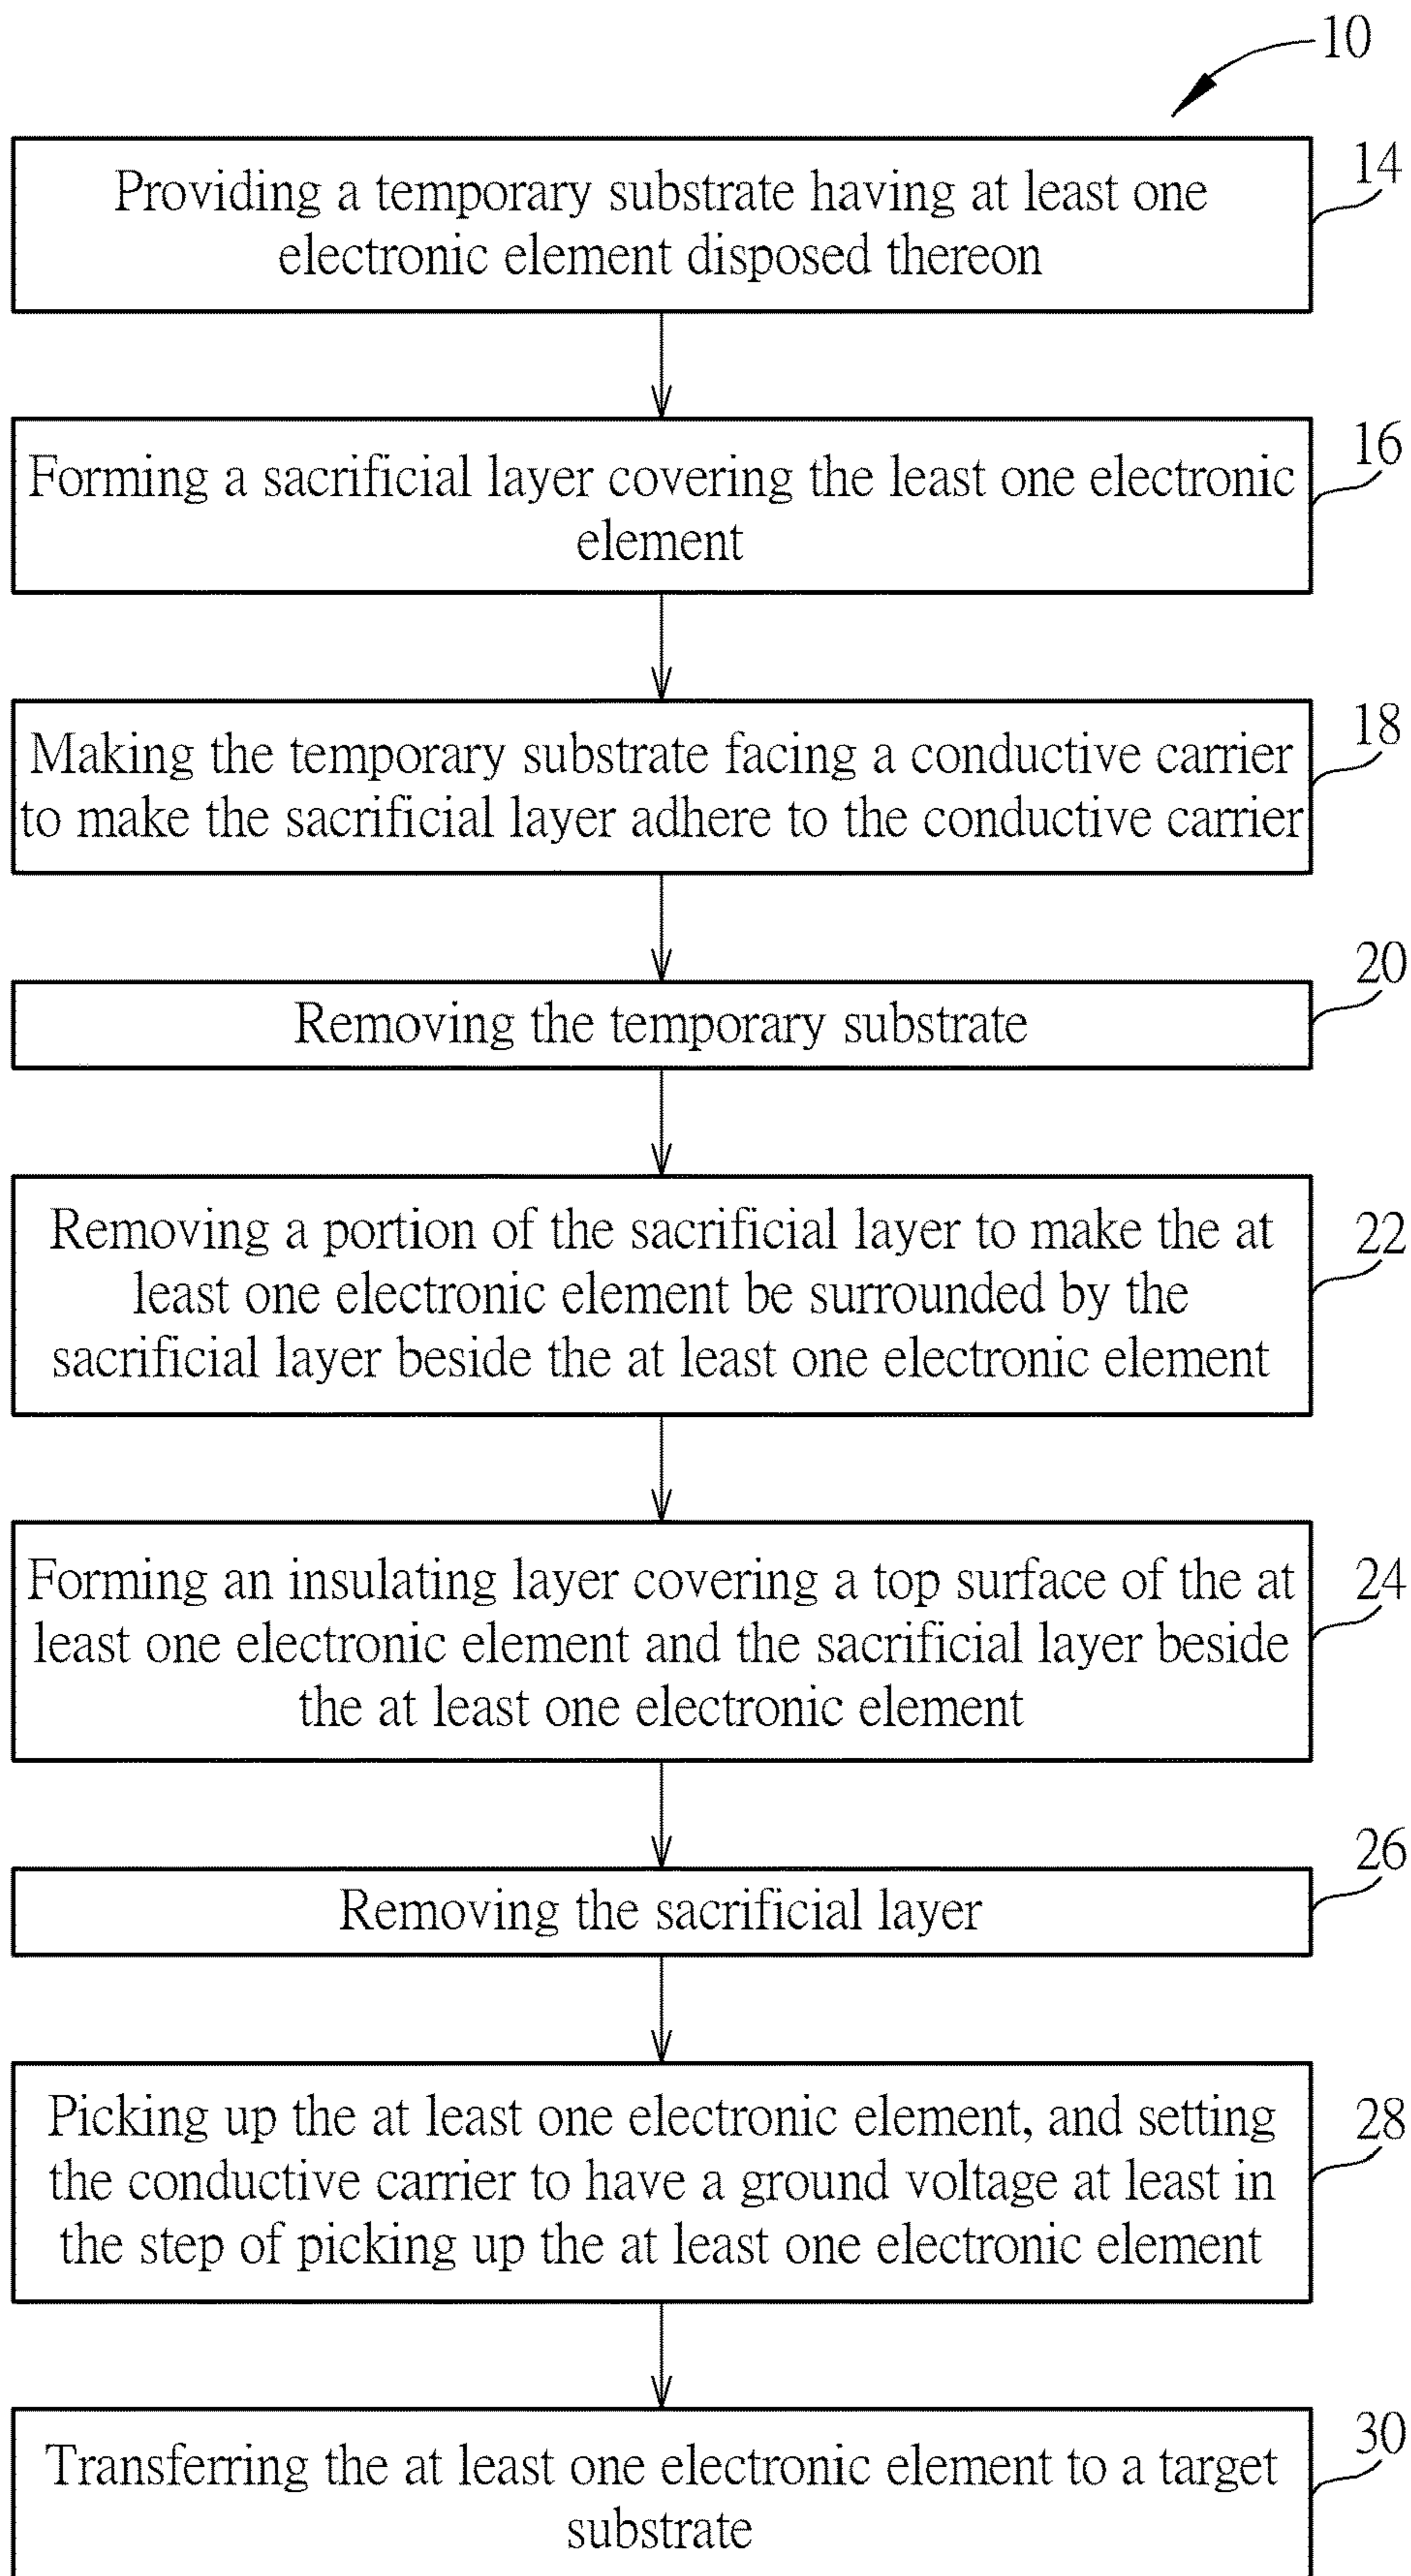 10
14
Providing a temporary substrate having at least one
electronic element disposed thereon
16
Forming a sacrificial layer covering the least one electronic
element
18
Making the temporary substrate facing a conductive carrier
to make the sacrificial layer adhere to the conductive carrier
20
Removing the temporary substrate
22
Removing a portion of the sacrificial layer to make the at
least one electronic element be surrounded by the
sacrificial layer beside the at least one electronic element
24
Forming an insulating layer covering a top surface of the at
least one electronic element and the sacrificial layer beside
the at least one electronic element
26
Removing the sacrificial layer
28
Picking up the at least one electronic element, and setting
the conductive carrier to have a ground voltage at least in
the step of picking up the at least one electronic element
30
Transferring the at least one electronic element to a target
substrate